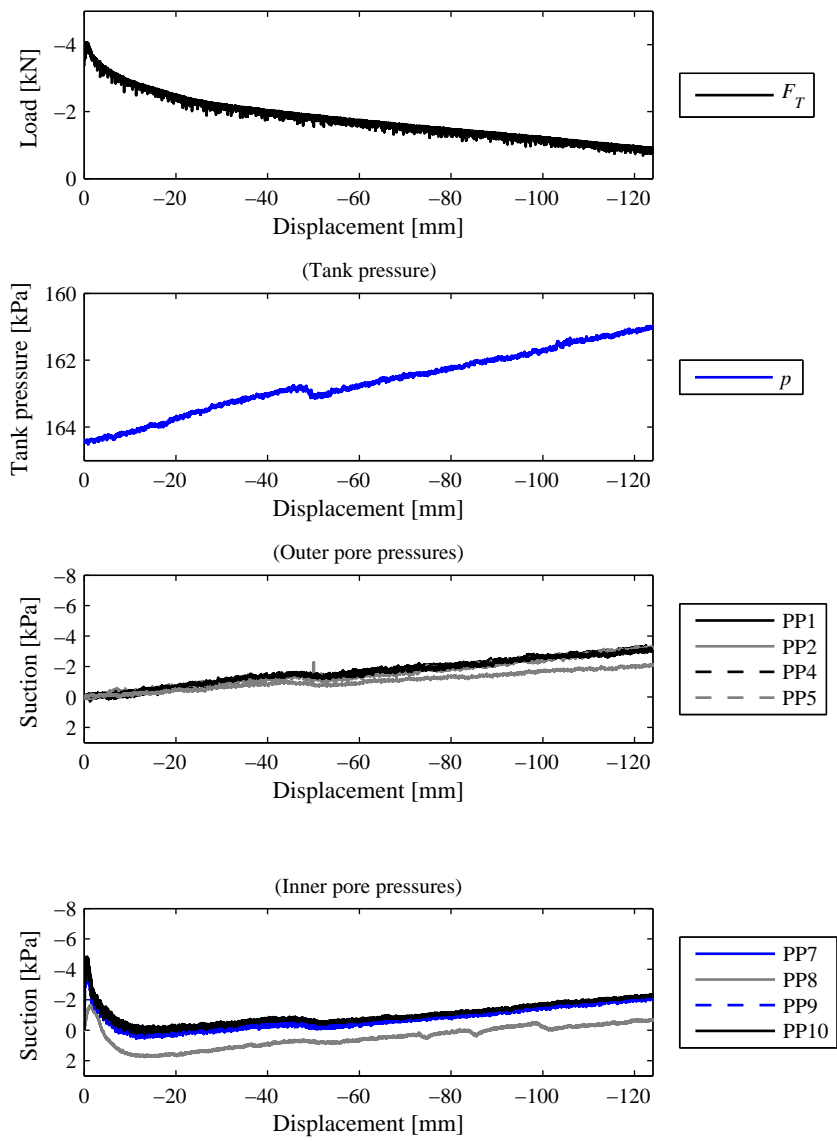 Load [kN]
−4
−2
0
0 −20 −40 −60 −80 −100 −120
Displacement [mm]
F_T
(Tank pressure)
Tank pressure [kPa]
160
162
164
0 −20 −40 −60 −80 −100 −120
Displacement [mm]
p
(Outer pore pressures)
Suction [kPa]
−8
−6
−4
−2
0
2
0 −20 −40 −60 −80 −100 −120
Displacement [mm]
PP1
PP2
PP4
PP5
(Inner pore pressures)
Suction [kPa]
−8
−6
−4
−2
0
2
0 −20 −40 −60 −80 −100 −120
Displacement [mm]
PP7
PP8
PP9
PP10